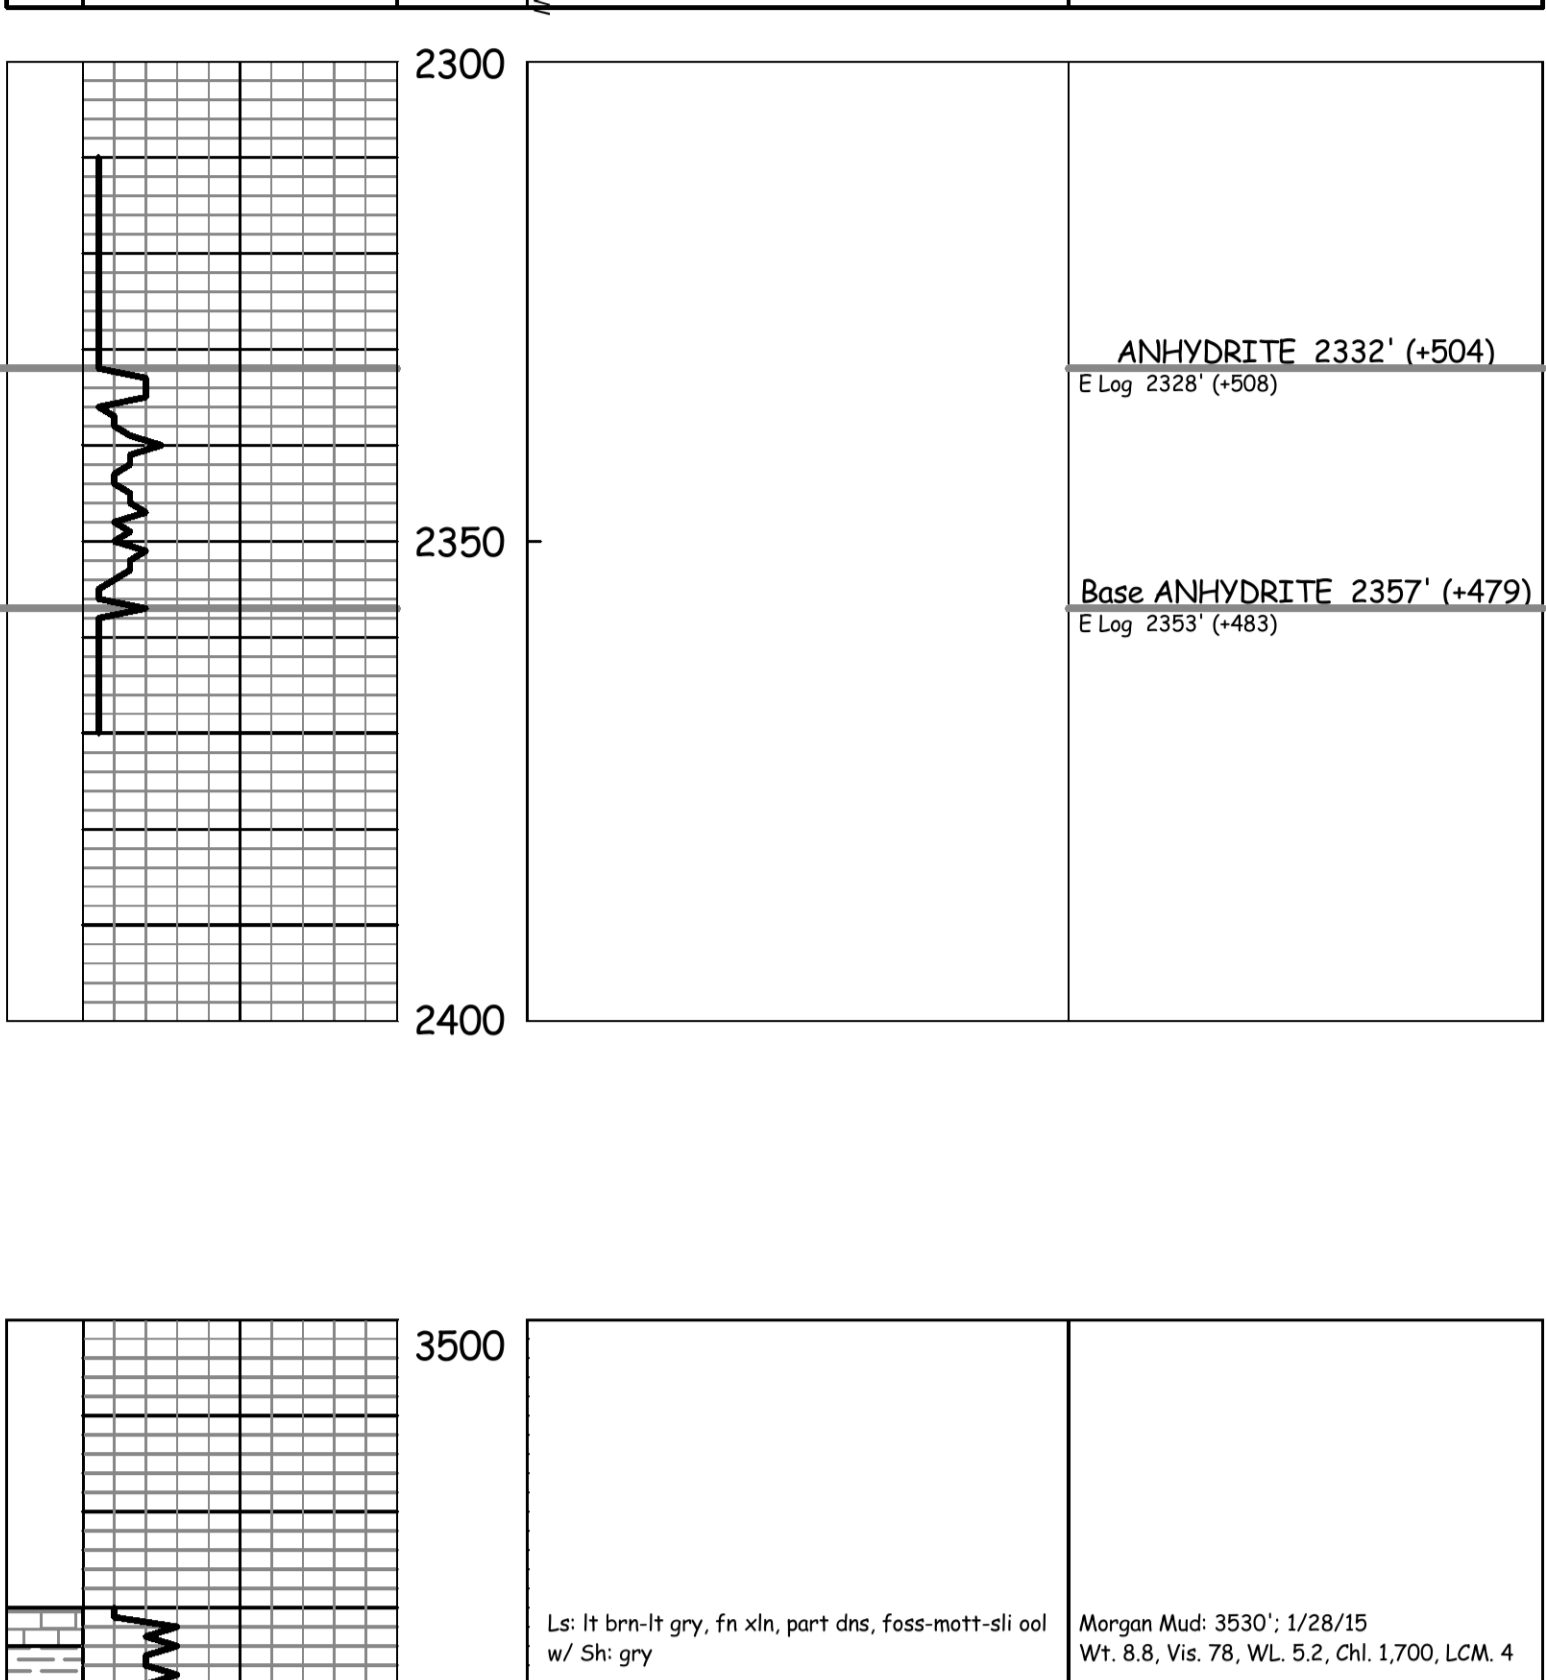 2300
ANHYDRITE 2332' (+504)
E Log 2328' (+508)
2350
Base ANHYDRITE 2357' (+479)
E Log 2353' (+483)
2400
3500
Ls: lt brn-lt gry, fn xln, part dns, foss-mott-sli ool
w/ Sh: gry
Morgan Mud: 3530'; 1/28/15
Wt. 8.8, Vis. 78, WL. 5.2, Chl. 1,700, LCM. 4